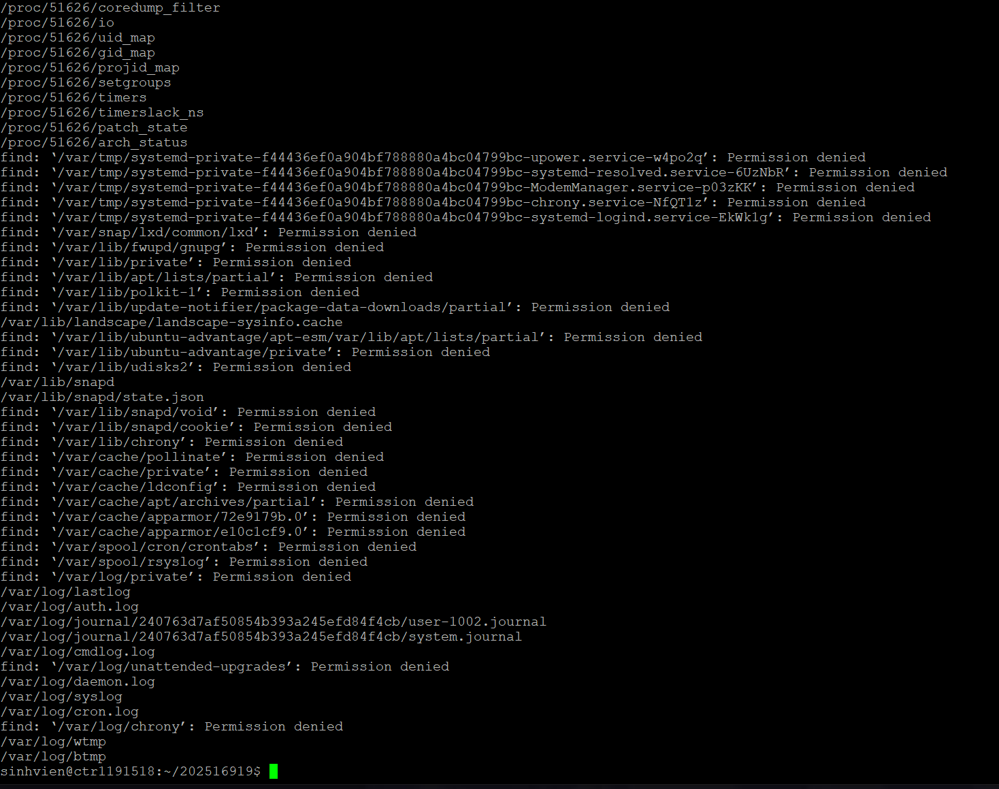 /proc/51626/coredump_filter
/proc/51626/io
/proc/51626/uid_map
/proc/51626/gid_map
/proc/51626/projid_map
/proc/51626/setgroups
/proc/51626/timers
/proc/51626/timerslack_ns
/proc/51626/patch_state
/proc/51626/arch_status
find: ‘/var/tmp/systemd-private-f44436ef0a904bf788880a4bc04799bc-upower.service-w4po2q’: Permission denied
find: ‘/var/tmp/systemd-private-f44436ef0a904bf788880a4bc04799bc-systemd-resolved.service-6UzNbR’: Permission denied
find: ‘/var/tmp/systemd-private-f44436ef0a904bf788880a4bc04799bc-ModemManager.service-p03zKK’: Permission denied
find: ‘/var/tmp/systemd-private-f44436ef0a904bf788880a4bc04799bc-chrony.service-NfQT1z’: Permission denied
find: ‘/var/tmp/systemd-private-f44436ef0a904bf788880a4bc04799bc-systemd-logind.service-EkWk1g’: Permission denied
find: ‘/var/snap/lxd/common/lxd’: Permission denied
find: ‘/var/lib/fwupd/gnupg’: Permission denied
find: ‘/var/lib/private’: Permission denied
find: ‘/var/lib/apt/lists/partial’: Permission denied
find: ‘/var/lib/polkit-1’: Permission denied
find: ‘/var/lib/update-notifier/package-data-downloads/partial’: Permission denied
/var/lib/landscape/landscape-sysinfo.cache
find: ‘/var/lib/ubuntu-advantage/apt-esm/var/lib/apt/lists/partial’: Permission denied
find: ‘/var/lib/ubuntu-advantage/private’: Permission denied
find: ‘/var/lib/udisks2’: Permission denied
/var/lib/snapd
/var/lib/snapd/state.json
find: ‘/var/lib/snapd/void’: Permission denied
find: ‘/var/lib/snapd/cookie’: Permission denied
find: ‘/var/lib/chrony’: Permission denied
find: ‘/var/cache/pollinate’: Permission denied
find: ‘/var/cache/private’: Permission denied
find: ‘/var/cache/ldconfig’: Permission denied
find: ‘/var/cache/apt/archives/partial’: Permission denied
find: ‘/var/cache/apparmor/72e9179b.0’: Permission denied
find: ‘/var/cache/apparmor/e10c1cf9.0’: Permission denied
find: ‘/var/spool/cron/crontabs’: Permission denied
find: ‘/var/spool/rsyslog’: Permission denied
find: ‘/var/log/private’: Permission denied
/var/log/lastlog
/var/log/auth.log
/var/log/journal/240763d7af50854b393a245efd84f4cb/user-1002.journal
/var/log/journal/240763d7af50854b393a245efd84f4cb/system.journal
/var/log/cmdlog.log
find: ‘/var/log/unattended-upgrades’: Permission denied
/var/log/daemon.log
/var/log/syslog
/var/log/cron.log
find: ‘/var/log/chrony’: Permission denied
/var/log/wtmp
/var/log/btmp
sinhvien@ctr1191518:~/202516919$